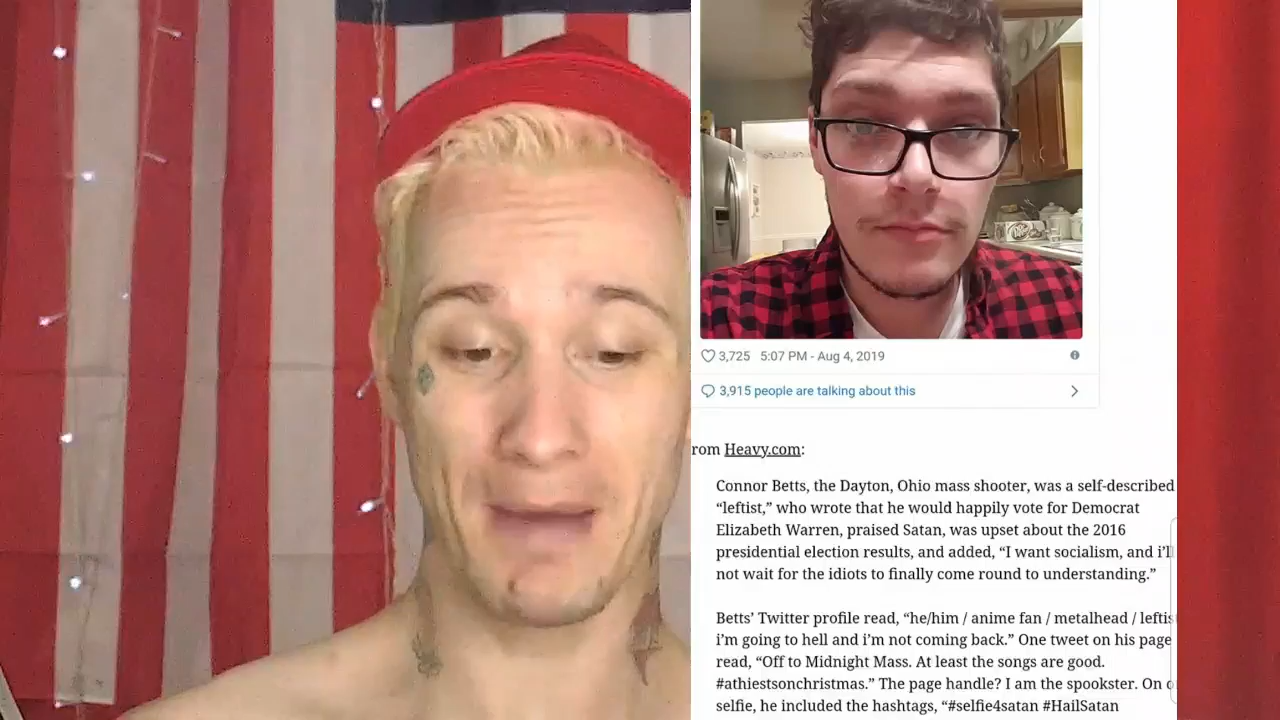 3,725 5:07 PM - Aug 4, 2019
3,915 people are talking about this
rom Heavy.com:
Connor Betts, the Dayton, Ohio mass shooter, was a self-described
“leftist,” who wrote that he would happily vote for Democrat
Elizabeth Warren, praised Satan, was upset about the 2016
presidential election results, and added, “I want socialism, and i’ll
not wait for the idiots to finally come round to understanding.”
Betts’ Twitter profile read, “he/him / anime fan / metalhead / leftis
i’m going to hell and i’m not coming back.” One tweet on his page
read, “Off to Midnight Mass. At least the songs are good.
#athiestsonchristmas.” The page handle? I am the spookster. On o
selfie, he included the hashtags, “#selfie4satan #HailSatan